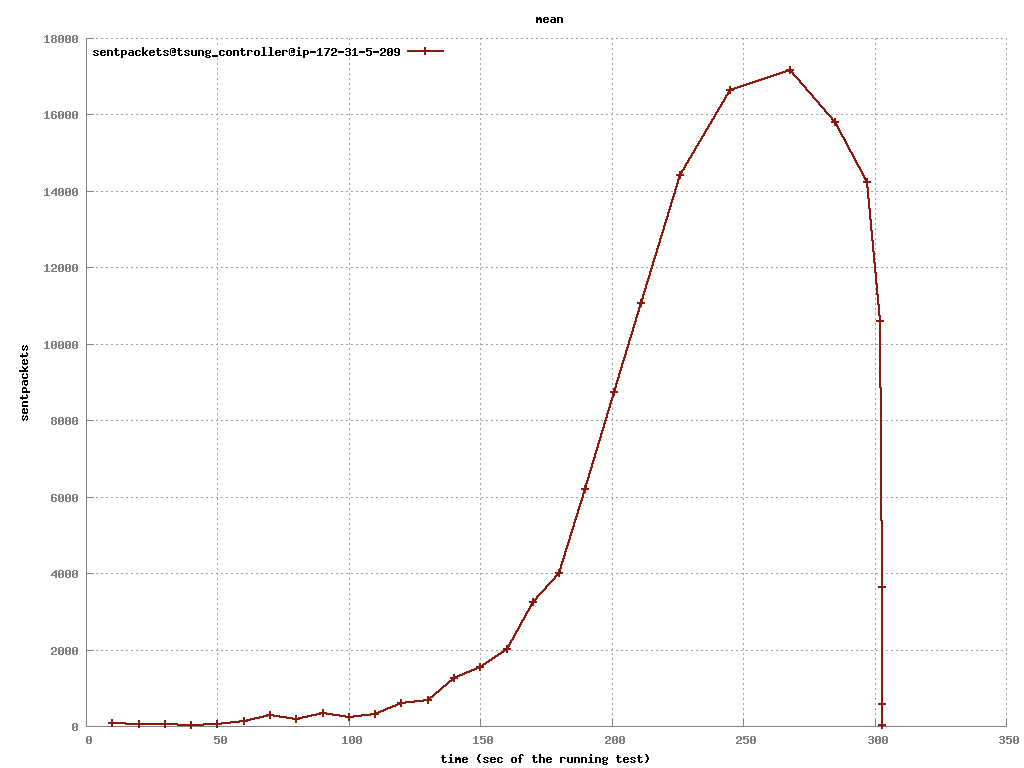 mean
sentpackets@tsung_controller@ip-172-31-5-209
18000
16000
14000
12000
10000
8000
6000
4000
2000
0
sentpackets
0 50 100 150 200 250 300 350
time (sec of the running test)